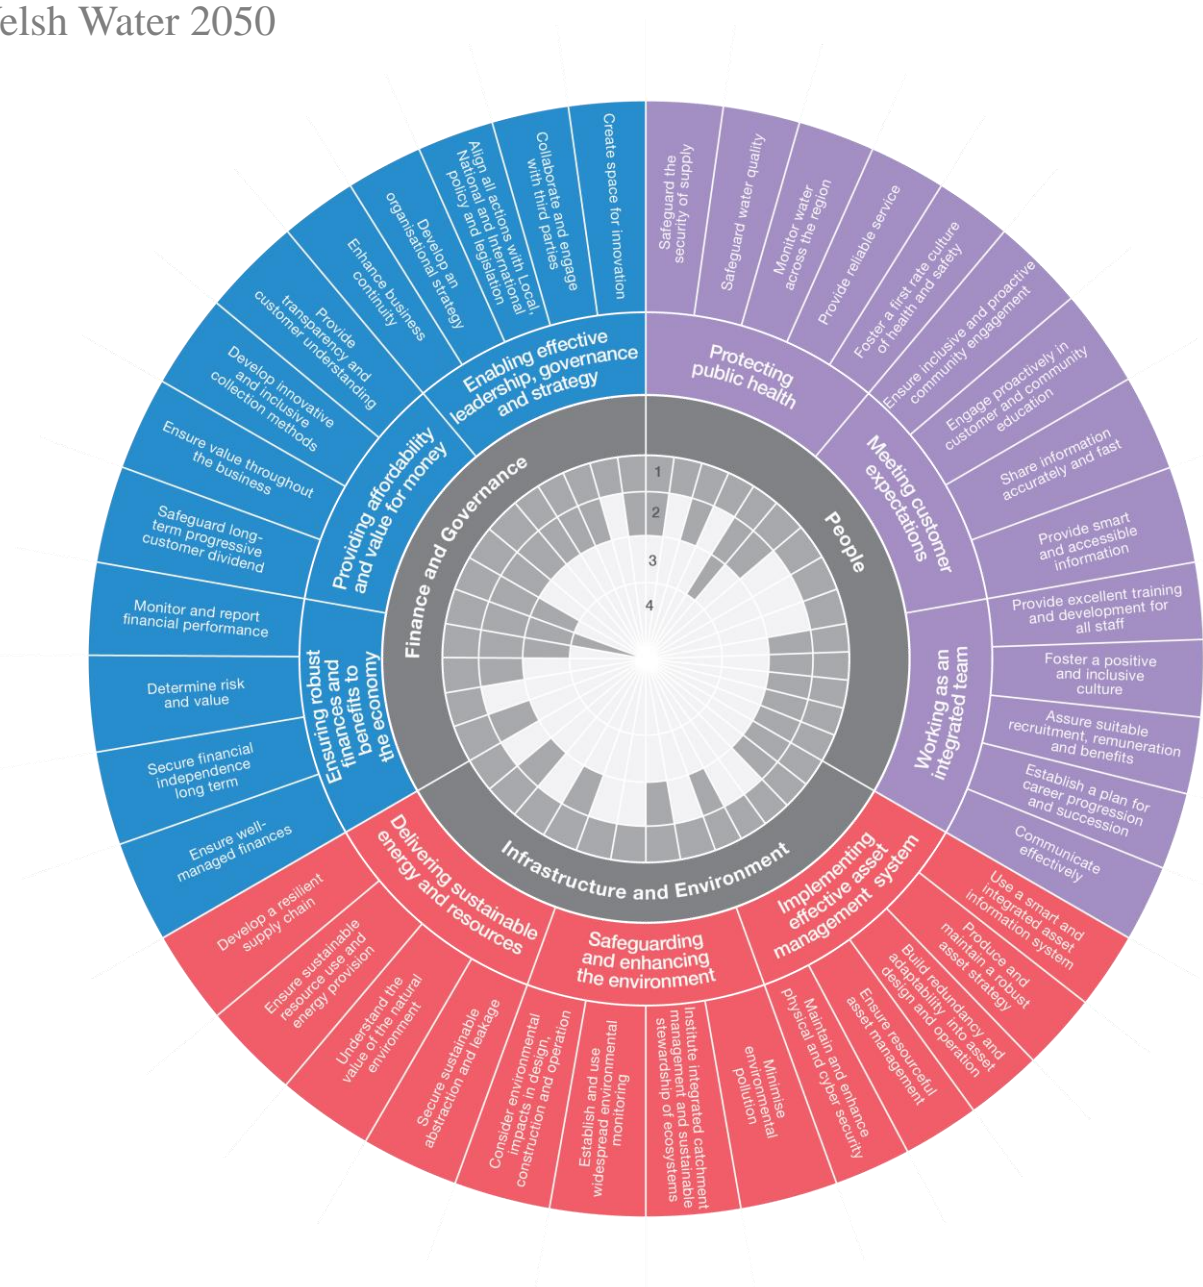 elsh Water 2050
Create space for innovation
Collaborate and engage
with third parties
Align all actions with Local,
National and International
policy and legislation
Develop an
organisational strategy
Enhance business
continuity
Provide
transparency and
customer understanding
Develop innovative
and inclusive
collection methods
Ensure value throughout
the business
Safeguard long-
term progressive
customer dividend
Monitor and report
financial performance
Determine risk
and value
Secure financial
independence
long term
Ensure well-
managed finances
Safeguard the
security of supply
Safeguard water quality
Monitor water
across the region
Provide reliable service
Foster a first rate culture
of health and safety
Ensure inclusive and proactive
community engagement
Engage proactively in
customer and community
education
Share information
accurately and fast
Provide smart
and accessible
information
Provide excellent training
and development for
all staff
Foster a positive
and inclusive
culture
Assure suitable
recruitment, remuneration
and benefits
Establish a plan for
career progression
and succession
Communicate
effectively
Use a smart and
integrated asset
information system
Produce and
maintain a robust
asset strategy
Build redundancy and
adaptability into asset
design and operation
Ensure resourceful
asset management
Maintain and enhance
physical and cyber security
Minimise
environmental
pollution
Institute integrated catchment
management and sustainable
stewardship of ecosystems
Establish and use
widespread environmental
monitoring
Consider environmental
impacts in design,
construction and operation
Secure sustainable
abstraction and leakage
Understand the
value of the natural
environment
Ensure sustainable
resource use and
energy provision
Develop a resilient
supply chain
Enabling effective
leadership, governance
and strategy
Providing affordability
and value for money
Ensuring robust
finances and
benefits to
the economy
Protecting
public health
Meeting customer
expectations
Working as an
integrated team
Implementing
effective asset
management system
Safeguarding
and enhancing
the environment
Delivering sustainable
energy and resources
Finance and Governance
People
Infrastructure and Environment
1
2
3
4